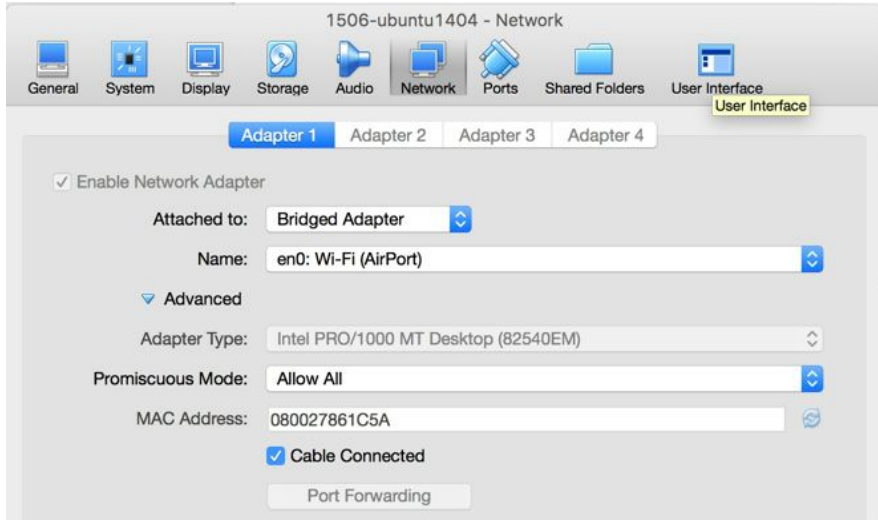 1506-ubuntu1404 - Network
General System Display Storage Audio Network Ports Shared Folders User Interface
User Interface
Adapter 1 Adapter 2 Adapter 3 Adapter 4
Enable Network Adapter
Attached to: Bridged Adapter
Name: en0: Wi-Fi (AirPort)
Advanced
Adapter Type: Intel PRO/1000 MT Desktop (82540EM)
Promiscuous Mode: Allow All
MAC Address: 080027861C5A
Cable Connected
Port Forwarding